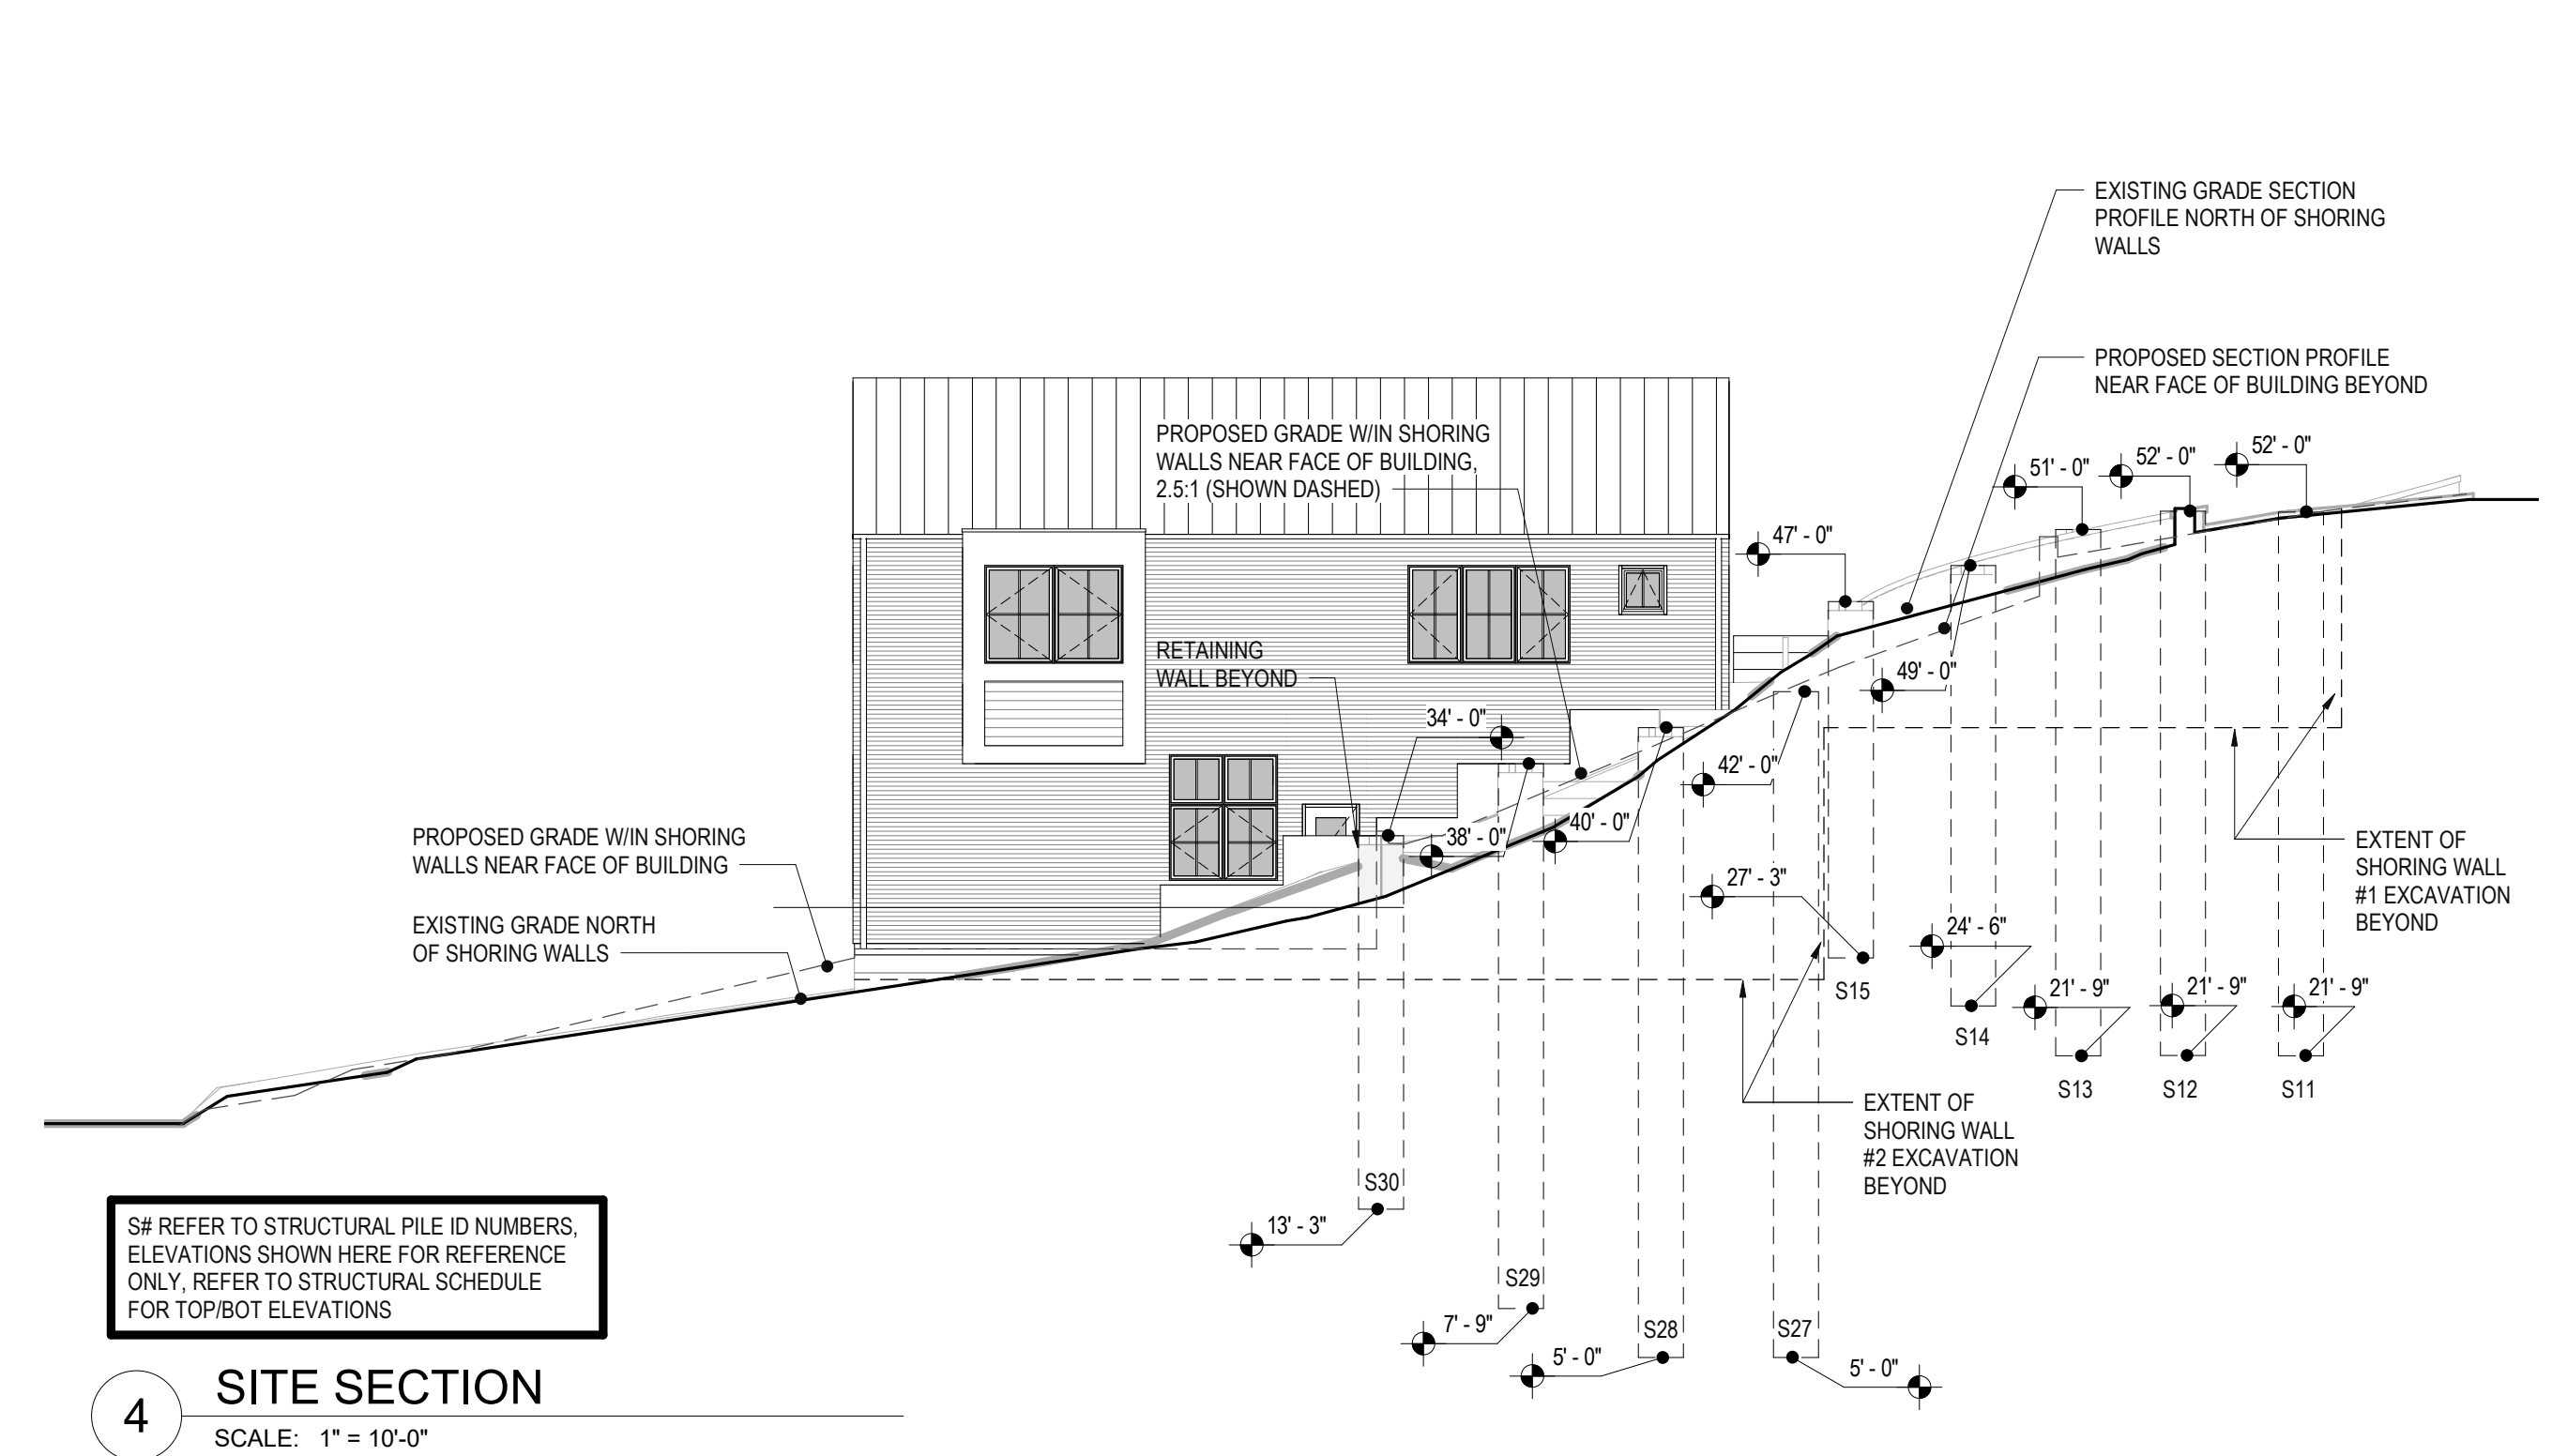 EXISTING GRADE SECTION
PROFILE NORTH OF SHORING
WALLS
PROPOSED SECTION PROFILE
NEAR FACE OF BUILDING BEYOND
PROPOSED GRADE W/IN SHORING
WALLS NEAR FACE OF BUILDING,
2.5:1 (SHOWN DASHED)
52' - 0"
52' - 0"
51' - 0"
47' - 0"
RETAINING
WALL BEYOND
49' - 0"
34' - 0"
42' - 0"
40' - 0"
38' - 0"
PROPOSED GRADE W/IN SHORING
WALLS NEAR FACE OF BUILDING
EXISTING GRADE NORTH
OF SHORING WALLS
27' - 3"
24' - 6"
21' - 9"
21' - 9"
21' - 9"
EXTENT OF
SHORING WALL
#1 EXCAVATION
BEYOND
S15
S14
S13
S12
S11
EXTENT OF
SHORING WALL
#2 EXCAVATION
BEYOND
S30
13' - 3"
S29
7' - 9"
S28
5' - 0"
S27
5' - 0"
S# REFER TO STRUCTURAL PILE ID NUMBERS,
ELEVATIONS SHOWN HERE FOR REFERENCE
ONLY, REFER TO STRUCTURAL SCHEDULE
FOR TOP/BOT ELEVATIONS
4
SITE SECTION
SCALE: 1" = 10'-0"